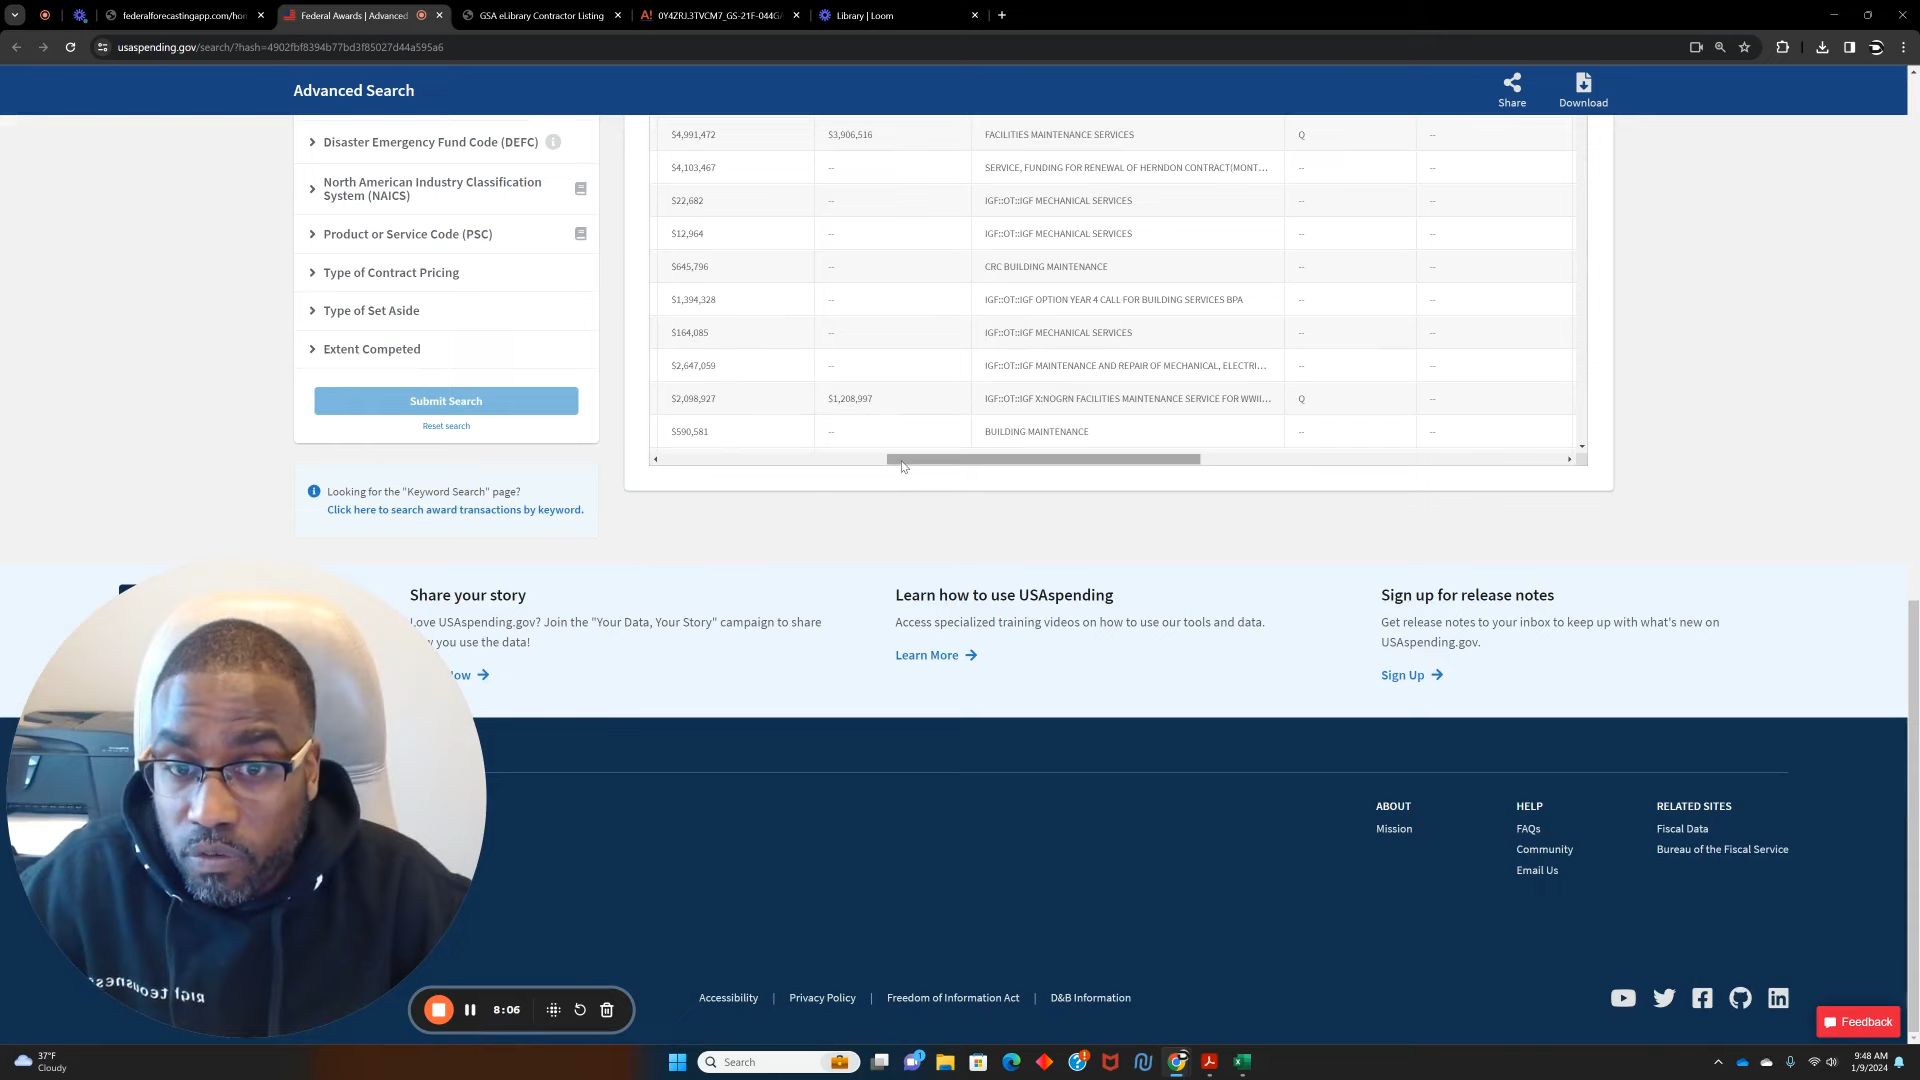 federalforecastingapp.com/hor
Federal Awards | Advanced
GSA eLibrary Contractor Listing
0Y4ZRJ.3TVCM7_GS-21F-044G
Library | Loom
usaspending.gov/search/?hash=4902fbf8394b77bd3f85027d44a595a6
Advanced Search
Share
Download
Disaster Emergency Fund Code (DEFC)
North American Industry Classification
System (NAICS)
Product or Service Code (PSC)
Type of Contract Pricing
Type of Set Aside
Extent Competed
Submit Search
Reset search
Looking for the "Keyword Search" page?
Click here to search award transactions by keyword.
$4,991,472 $3,906,516 FACILITIES MAINTENANCE SERVICES Q --
$4,103,467 -- SERVICE, FUNDING FOR RENEWAL OF HERNDON CONTRACT(MONT... -- --
$22,682 -- IGF::OT::IGF MECHANICAL SERVICES -- --
$12,964 -- IGF::OT::IGF MECHANICAL SERVICES -- --
$645,796 -- CRC BUILDING MAINTENANCE -- --
$1,394,328 -- IGF::OT::IGF OPTION YEAR 4 CALL FOR BUILDING SERVICES BPA -- --
$164,085 -- IGF::OT::IGF MECHANICAL SERVICES -- --
$2,647,059 -- IGF::OT::IGF MAINTENANCE AND REPAIR OF MECHANICAL, ELECTRI... -- --
$2,098,927 $1,208,997 IGF::OT::IGF X:NOGRN FACILITIES MAINTENANCE SERVICE FOR WWII... Q --
$590,581 -- BUILDING MAINTENANCE -- --
Share your story
Love USAspending.gov? Join the "Your Data, Your Story" campaign to share
you use the data!
Learn how to use USAspending
Access specialized training videos on how to use our tools and data.
Learn More
Sign up for release notes
Get release notes to your inbox to keep up with what's new on
USAspending.gov.
Sign Up
ABOUT
Mission
HELP
FAQs
Community
Email Us
RELATED SITES
Fiscal Data
Bureau of the Fiscal Service
Righteousness
8:06
Accessibility | Privacy Policy | Freedom of Information Act | D&B Information
Feedback
37°F
Cloudy
Search
9:48 AM
1/9/2024